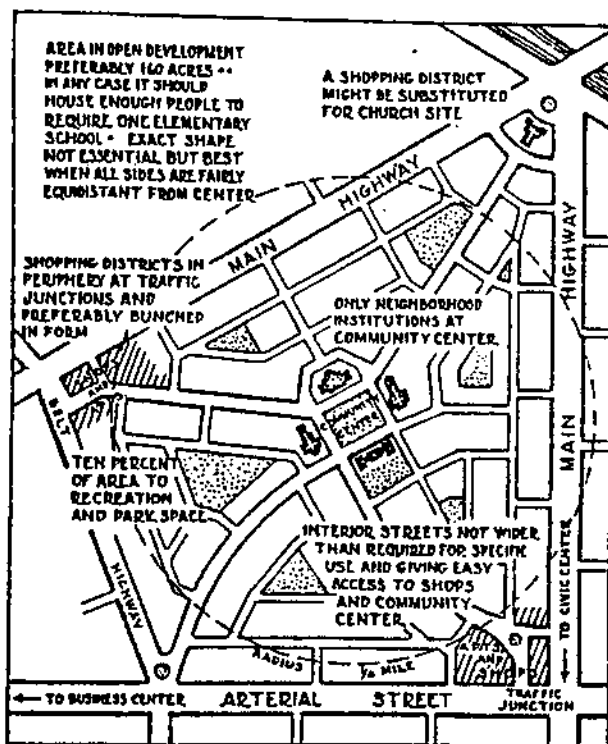 AREA IN OPEN DEVELOPMENT
PREFERABLY 160 ACRES --
IN ANY CASE IT SHOULD
HOUSE ENOUGH PEOPLE TO
REQUIRE ONE ELEMENTARY
SCHOOL - EXACT SHAPE
NOT ESSENTIAL BUT BEST
WHEN ALL SIDES ARE FAIRLY
EQUIDISTANT FROM CENTER
A SHOPPING DISTRICT
MIGHT BE SUBSTITUTED
FOR CHURCH SITE
MAIN HIGHWAY
HIGHWAY
MAIN
SHOPPING DISTRICTS IN
PERIPHERY AT TRAFFIC
JUNCTIONS AND
PREFERABLY BUNCHED
IN FORM
ONLY NEIGHBORHOOD
INSTITUTIONS AT
COMMUNITY CENTER
COMMUNITY
CENTER
BELT
HIGHWAY
TEN PERCENT
OF AREA TO
RECREATION
AND PARK SPACE
INTERIOR STREETS NOT WIDER
THAN REQUIRED FOR SPECIFIC
USE AND GIVING EASY
ACCESS TO SHOPS
AND COMMUNITY
CENTER
TO CIVIC CENTER
RADIUS
MILE
TO BUSINESS CENTER
ARTERIAL STREET
TRAFFIC
JUNCTION